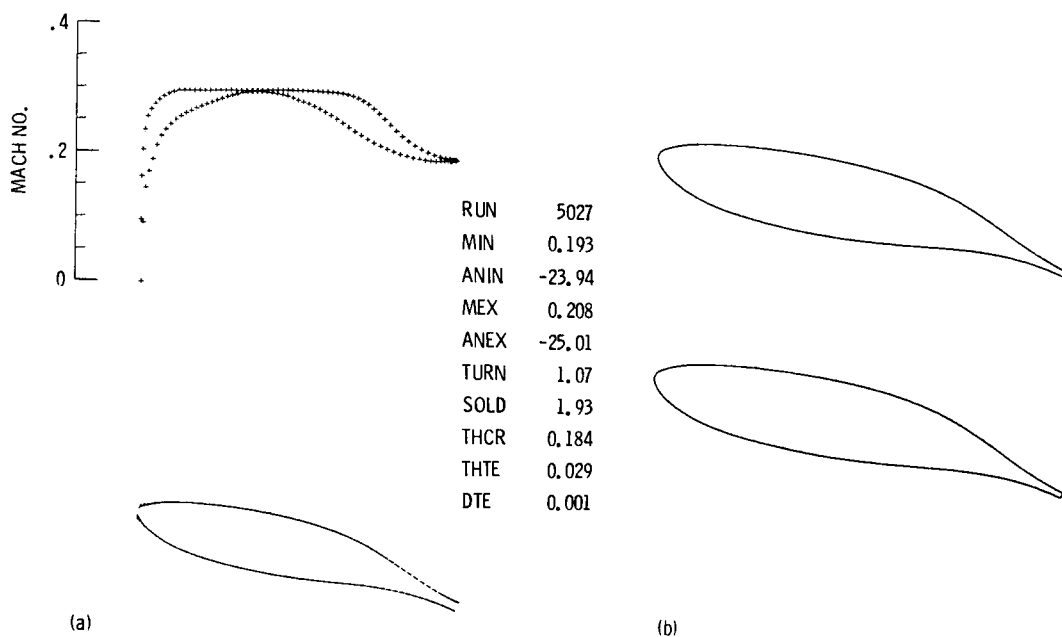 .4
MACH NO.
.2
0
RUN 5027
MIN 0.193
ANIN -23.94
MEX 0.208
ANEX -25.01
TURN 1.07
SOLD 1.93
THCR 0.184
THTE 0.029
DTE 0.001
(a)
(b)